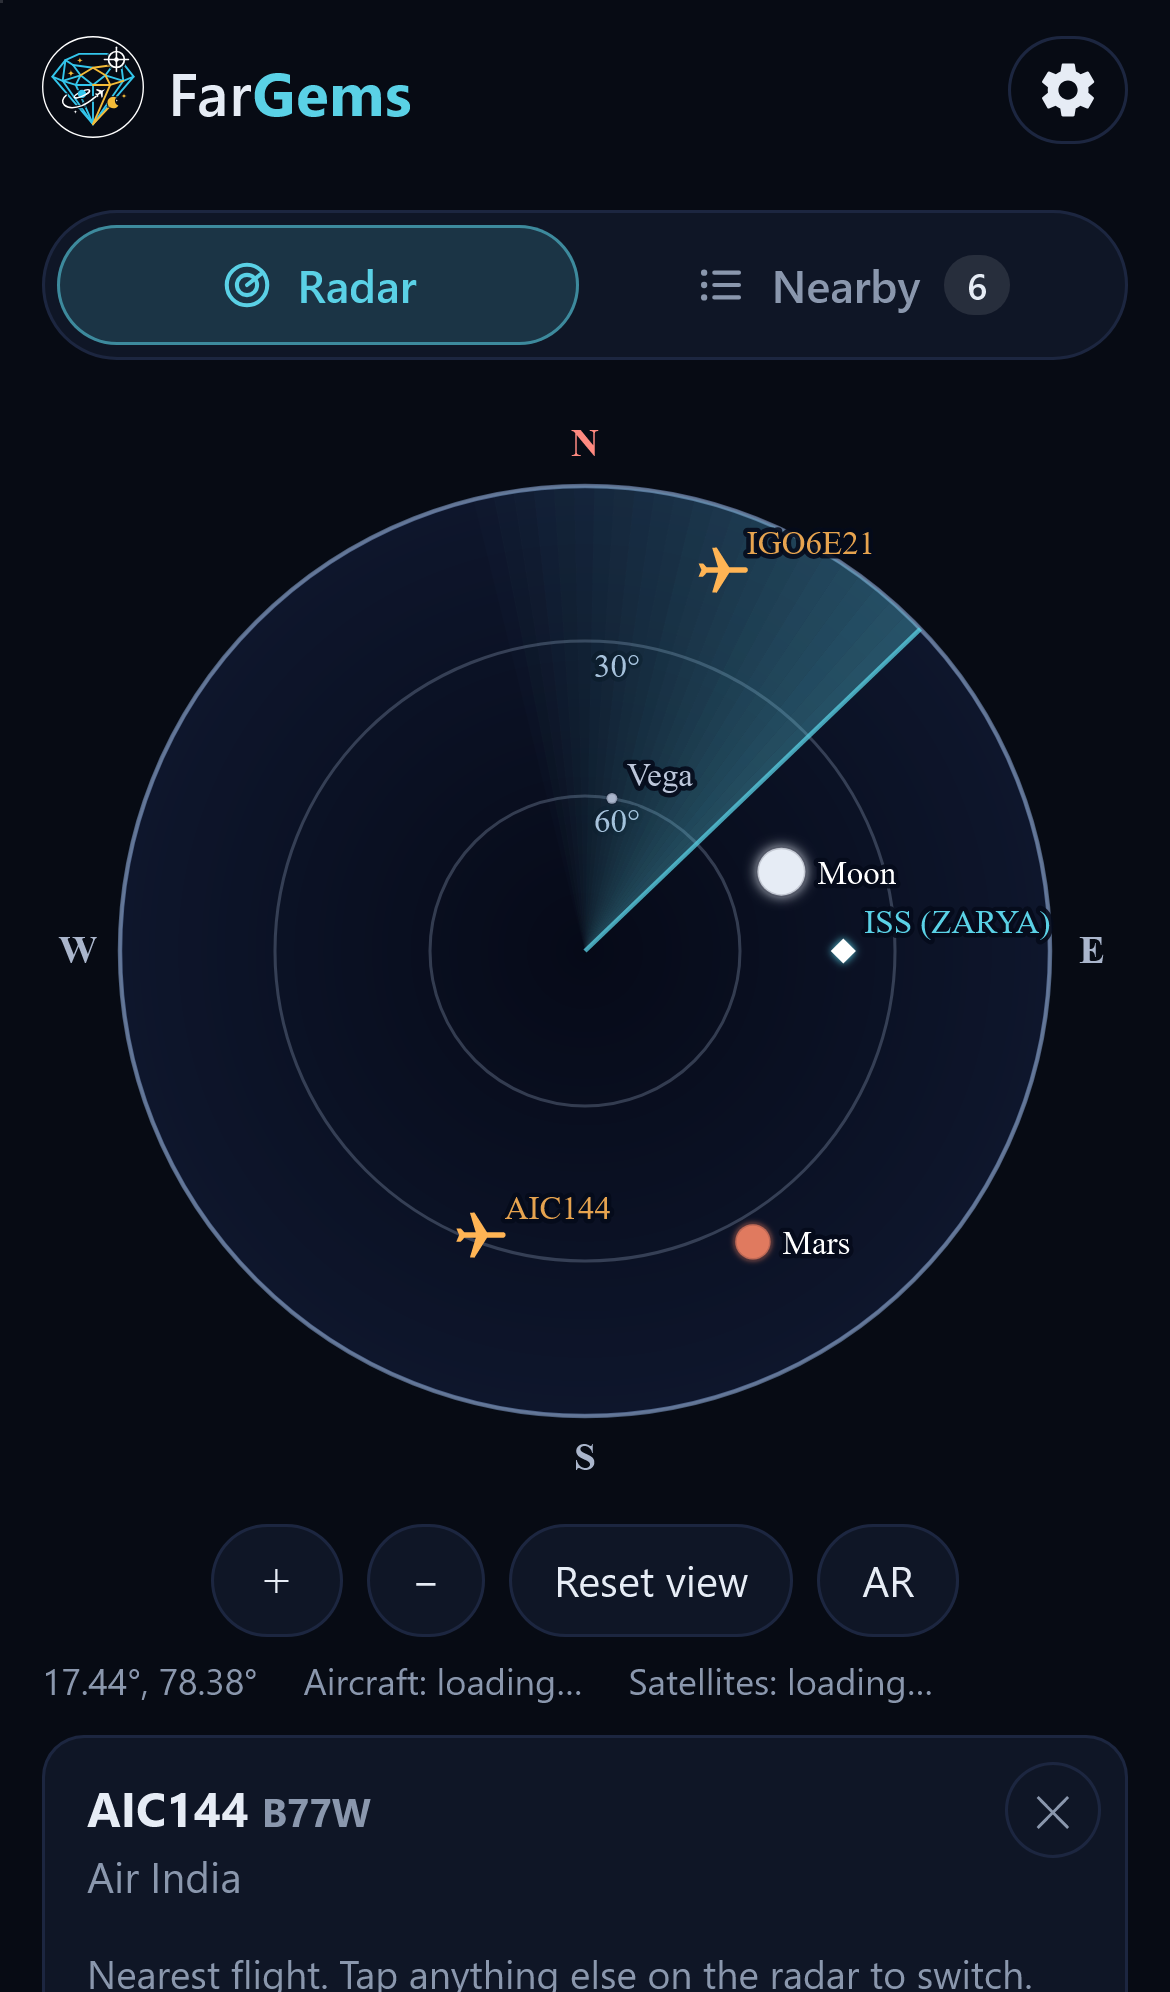 FarGems
Radar
Nearby 6
N
IGO6E21
30°
Vega
60°
Moon
ISS (ZARYA)
W
E
AIC144
Mars
S
+
−
Reset view
AR
17.44°, 78.38° Aircraft: loading... Satellites: loading...
AIC144 B77W
Air India
Nearest flight. Tap anything else on the radar to switch.